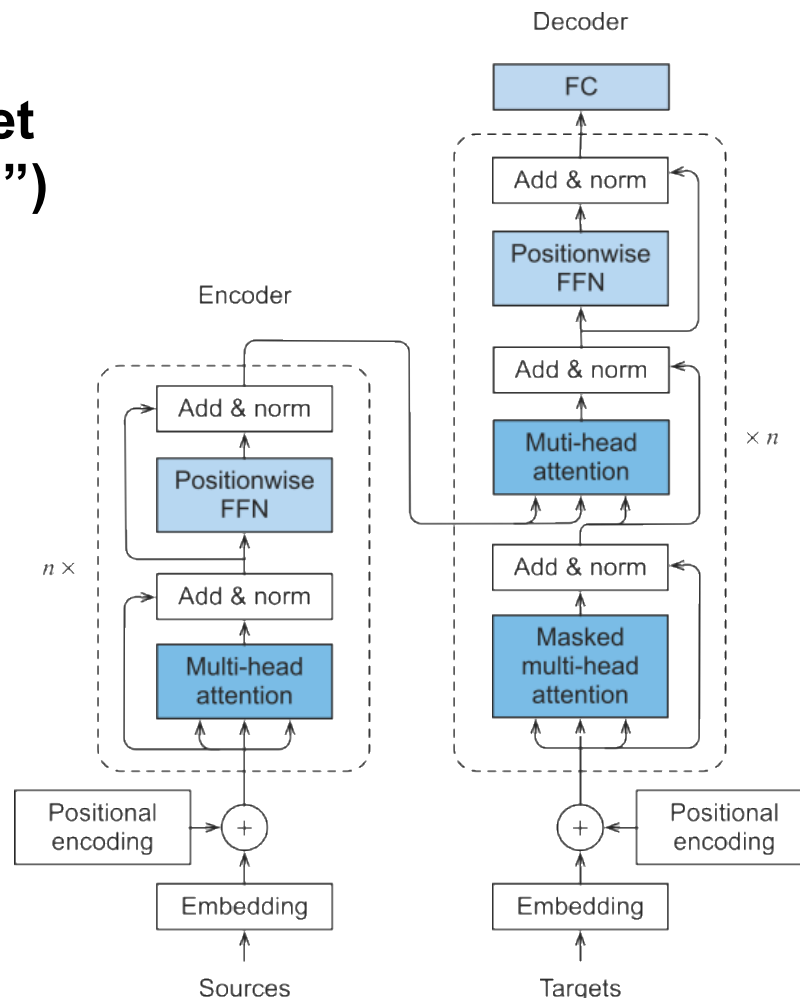 et
”)
Decoder
FC
Add & norm
Positionwise
FFN
Add & norm
Muti-head
attention
× n
Add & norm
Masked
multi-head
attention
Positional
encoding
+
Embedding
Targets
Encoder
Add & norm
Positionwise
FFN
n ×
Add & norm
Multi-head
attention
Positional
encoding
+
Embedding
Sources